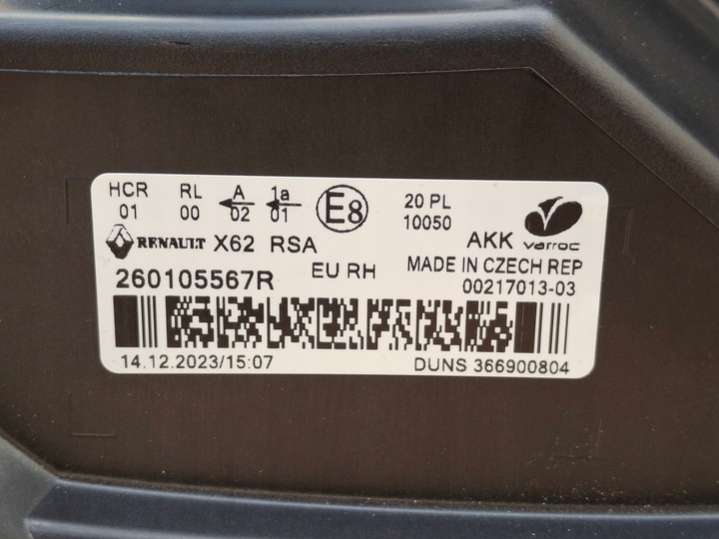 HCR RL A 1a E8 20 PL
01 00 02 01 10050
RENAULT X62 RSA AKK varroc
260105567R EU RH MADE IN CZECH REP
00217013-03
14.12.2023/15:07 DUNS 366900804